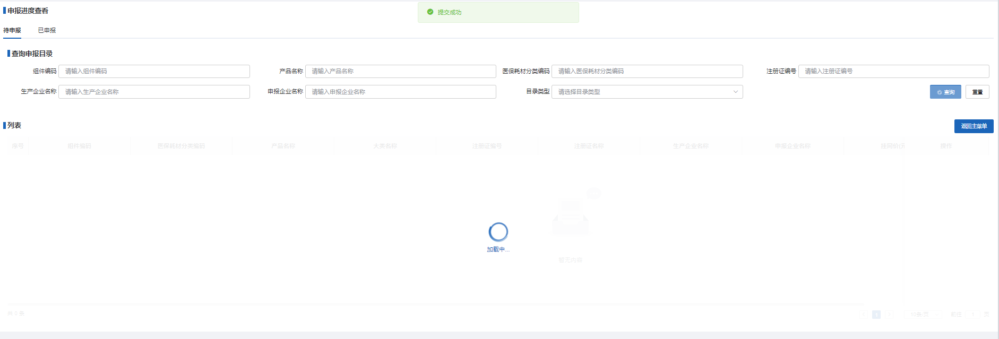 提交成功
申报进度查看
待申报 已申报
查询申报目录
组件编码 请输入组件编码 产品名称 请输入产品名称 医保耗材分类编码 请输入医保耗材分类编码 注册证编号 请输入注册证编号
生产企业名称 请输入生产企业名称 申报企业名称 请输入申报企业名称 目录类型 请选择目录类型 查询 重置
列表 返回主菜单
序号 组件编码 医保耗材分类编码 产品名称 大类名称 注册证编号 注册证名称 生产企业名称 申报企业名称 挂网价(元 操作
加载中...
暂无内容
共 0 条 1 10条/页 前往 1 页